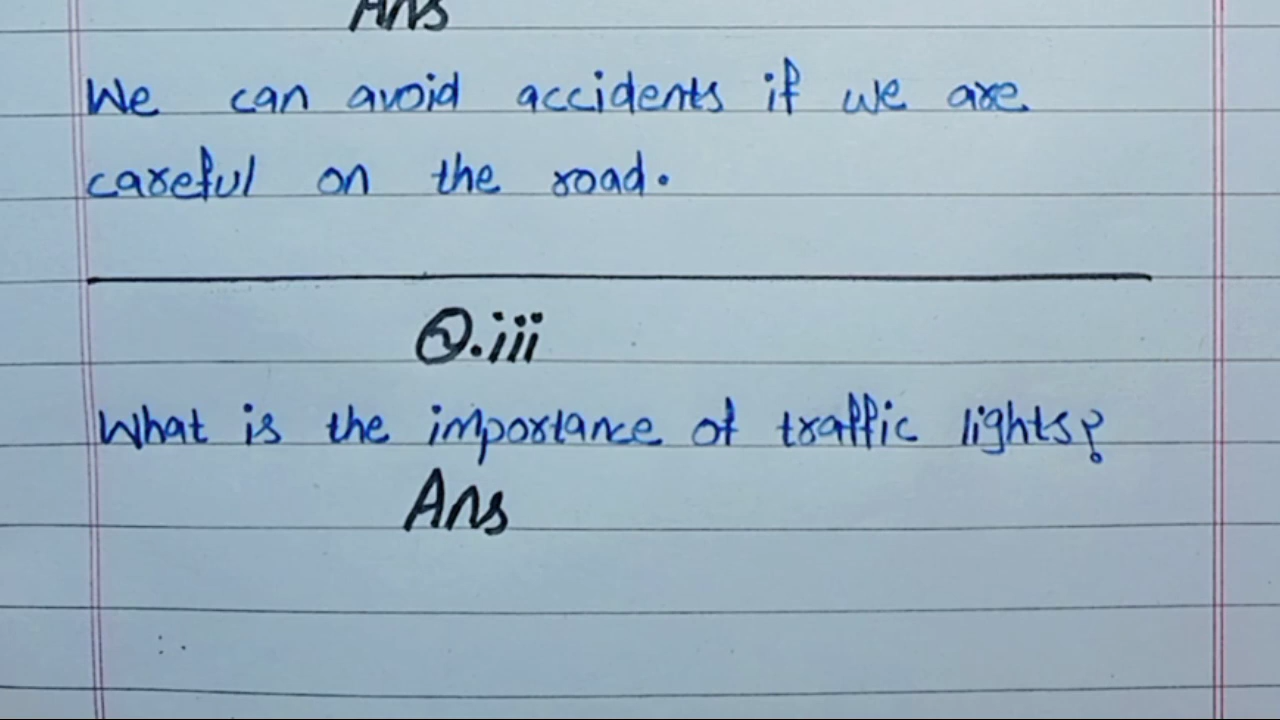 Ans
We can avoid accidents if we are
careful on the road.
Q.iii
What is the importance of traffic lights?
Ans